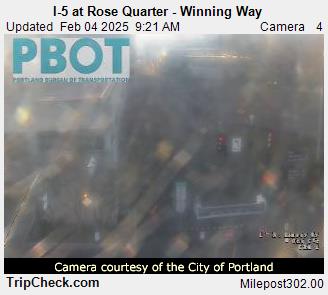 I-5 at Rose Quarter - Winning Way
Updated Feb 04 2025 9:21 AM Camera 4
PBOT
PORTLAND BUREAU OF TRANSPORTATION
Camera courtesy of the City of Portland
TripCheck.com Milepost302.00